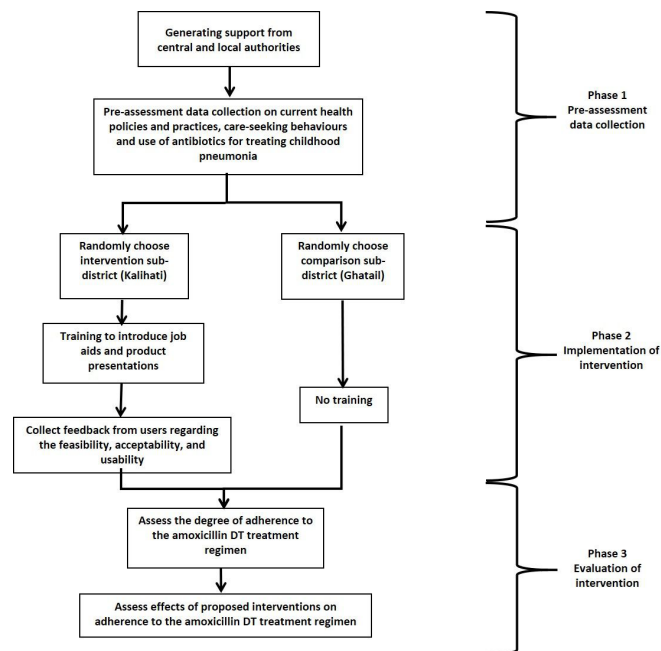 Generating support from
central and local authorities
Phase 1
Pre-assessment
data collection
Pre-assessment data collection on current health
policies and practices, care-seeking behaviours
and use of antibiotics for treating childhood
pneumonia
Randomly choose
intervention sub-
district (Kalihati)
Randomly choose
comparison sub-
district (Ghatail)
Training to introduce job
aids and product
presentations
Phase 2
Implementation of
intervention
No training
Collect feedback from users regarding
the feasibility, acceptability, and
usability
Assess the degree of adherence to
the amoxicillin DT treatment
regimen
Phase 3
Evaluation of
intervention
Assess effects of proposed interventions on
adherence to the amoxicillin DT treatment regimen